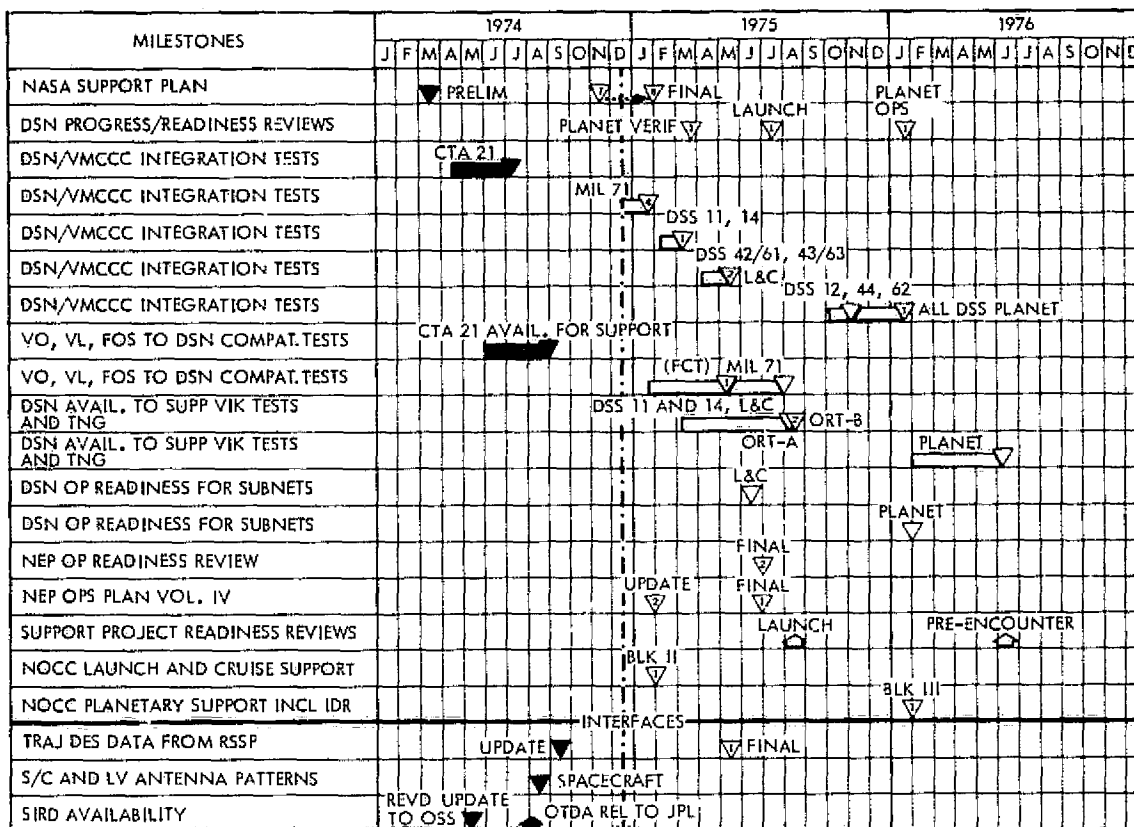 MILESTONES
1974
1975
1976
J F M A M J J A S O N D J F M A M J J A S O N D J F M A M J J A S O N D
NASA SUPPORT PLAN
PRELIM
FINAL
DSN PROGRESS/READINESS REVIEWS
PLANET VERIF
LAUNCH
PLANET
OPS
DSN/VMCCC INTEGRATION TESTS
CTA 21
DSN/VMCCC INTEGRATION TESTS
MIL 7
DSN/VMCCC INTEGRATION TESTS
DSS 11, 14
DSN/VMCCC INTEGRATION TESTS
DSS 42/61, 43/63
L&C
DSN/VMCCC INTEGRATION TESTS
DSS 12, 44, 62
ALL DSS PLANET
VO, VL, FOS TO DSN COMPAT. TESTS
CTA 21 AVAIL. FOR SUPPORT
VO, VL, FOS TO DSN COMPAT. TESTS
(FCT) MIL 71
DSN AVAIL. TO SUPP VIK TESTS
AND TNG
DSS 11 AND 14, L&C
ORT-B
ORT-A
DSN AVAIL. TO SUPP VIK TESTS
AND TNG
PLANET
DSN OP READINESS FOR SUBNETS
L&C
DSN OP READINESS FOR SUBNETS
PLANET
NEP OP READINESS REVIEW
FINAL
2
NEP OPS PLAN VOL. IV
UPDATE
2
FINAL
1
SUPPORT PROJECT READINESS REVIEWS
LAUNCH
PRE-ENCOUNTER
NOCC LAUNCH AND CRUISE SUPPORT
BLK II
1
NOCC PLANETARY SUPPORT INCL IDR
BLK III
1
INTERFACES
TRAJ DES DATA FROM RSSP
UPDATE
1
FINAL
S/C AND LV ANTENNA PATTERNS
SPACECRAFT
SIRD AVAILABILITY
REVD UPDATE
TO OSS
OTDA REL TO JPL